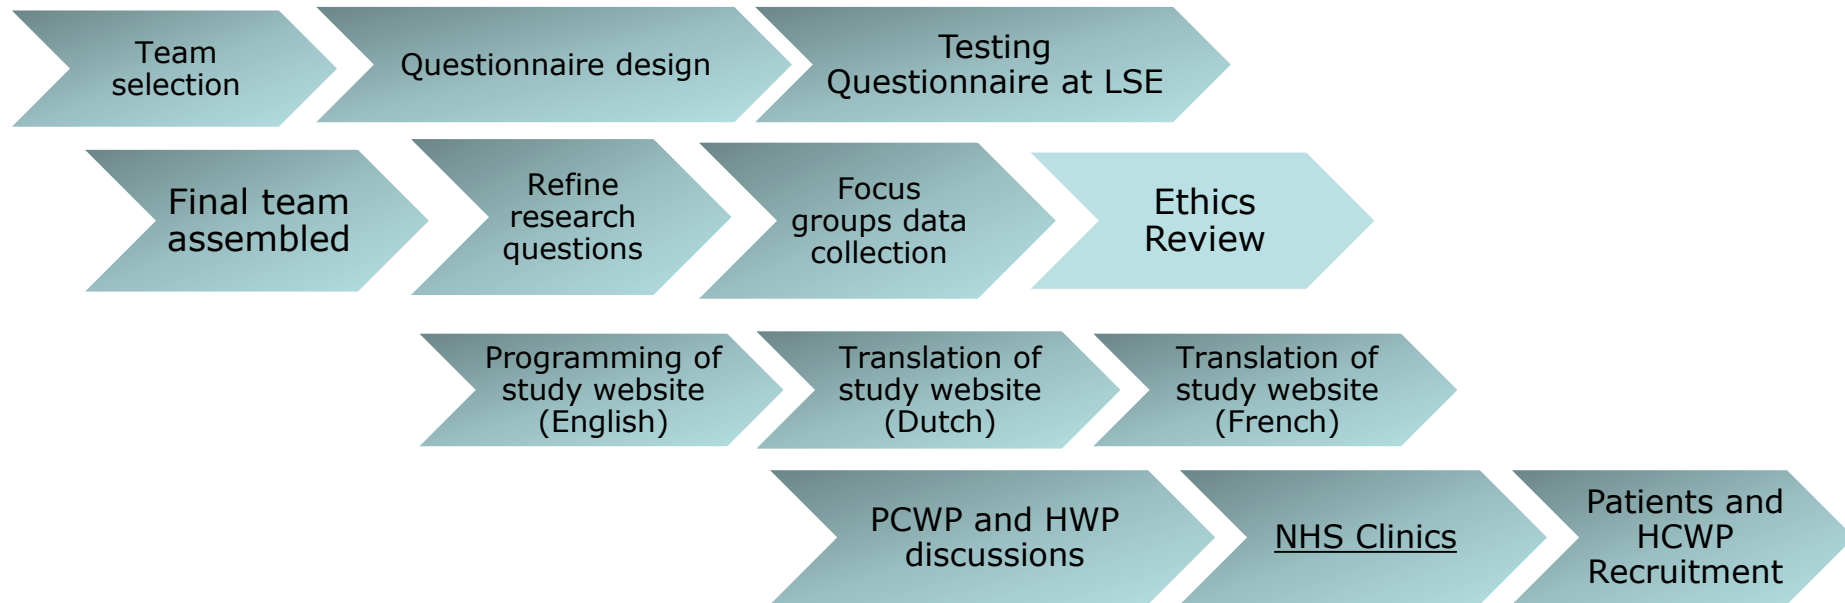 Team
selection
Questionnaire design
Testing
Questionnaire at LSE
Final team
assembled
Refine
research
questions
Focus
groups data
collection
Ethics
Review
Programming of
study website
(English)
Translation of
study website
(Dutch)
Translation of
study website
(French)
PCWP and HWP
discussions
NHS Clinics
Patients and
HCWP
Recruitment